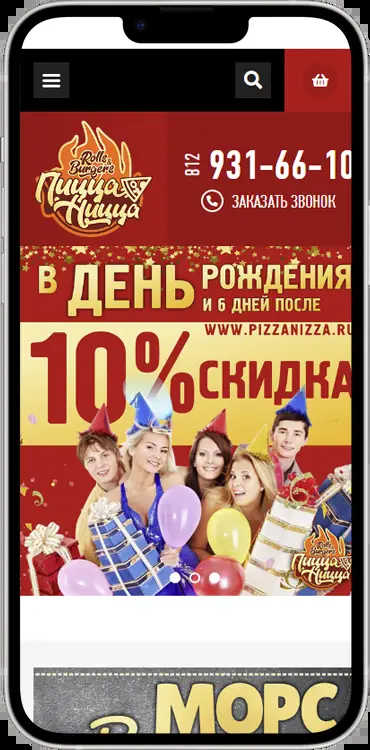 Rolls &
Burgers
Пицца
Ницца
812
931-66-10
ЗАКАЗАТЬ ЗВОНОК
В ДЕНЬ РОЖДЕНИЯ
И 6 ДНЕЙ ПОСЛЕ
WWW.PIZZANIZZA.RU
10% СКИДКА
Rolls &
Burgers
Пицца
Ницца
МОРС